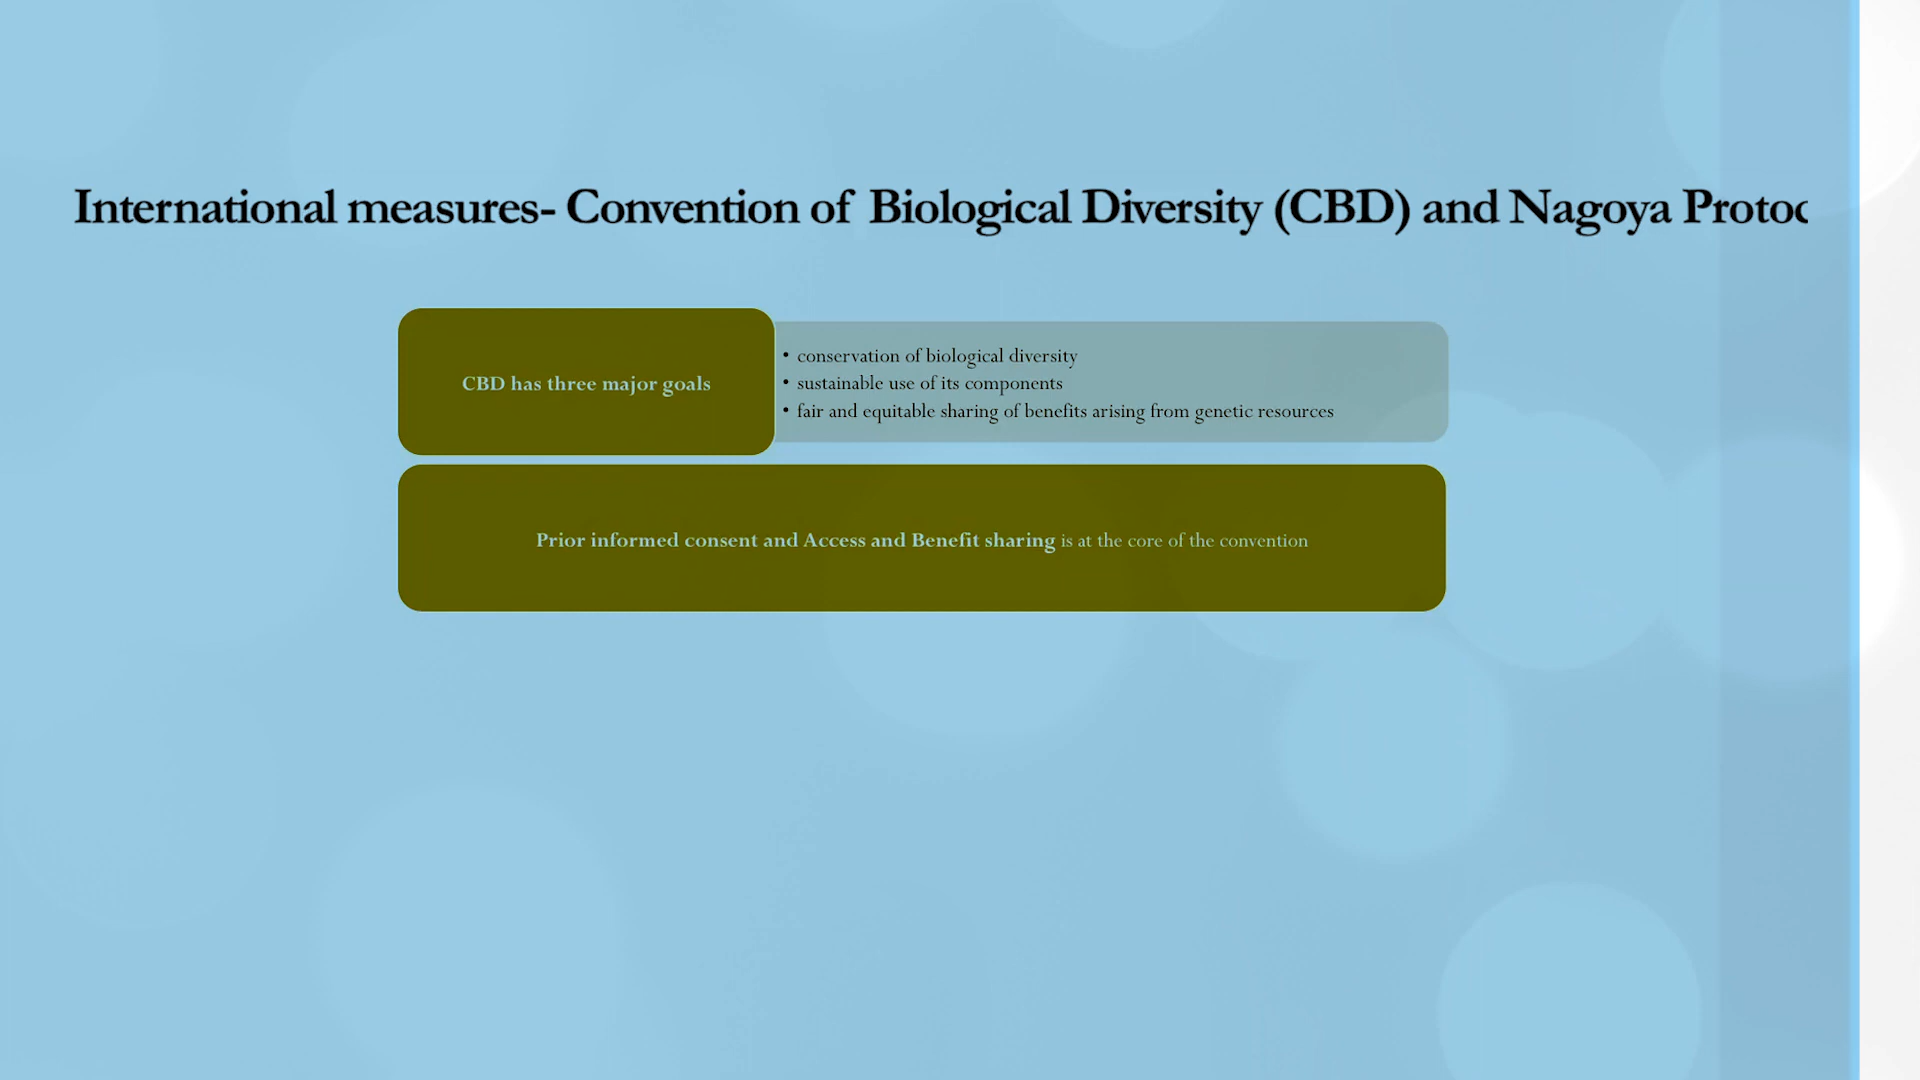 International measures- Convention of Biological Diversity (CBD) and Nagoya Protoc
CBD has three major goals
• conservation of biological diversity
• sustainable use of its components
• fair and equitable sharing of benefits arising from genetic resources
Prior informed consent and Access and Benefit sharing is at the core of the convention